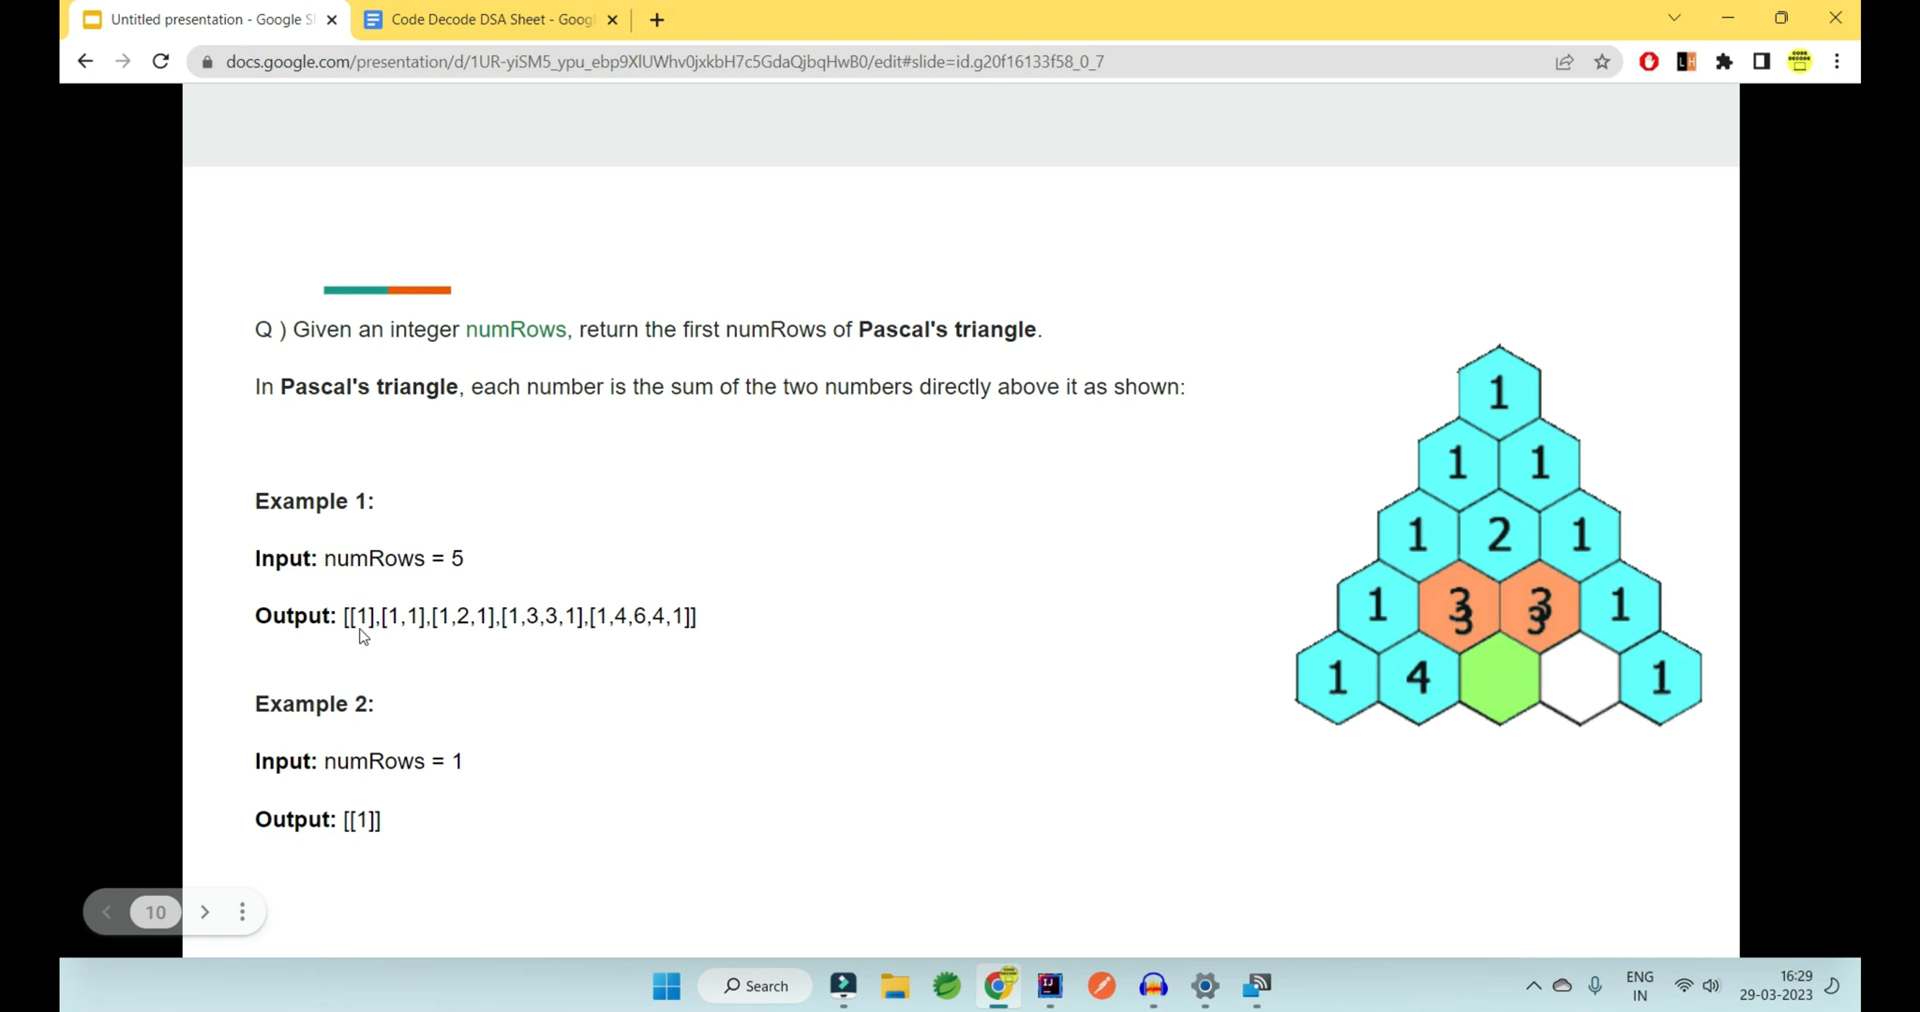 Untitled presentation - Google Sl
Code Decode DSA Sheet - Goog
docs.google.com/presentation/d/1UR-yiSM5_ypu_ebp9XlUWhv0jxkbH7c5GdaQjbqHwB0/edit#slide=id.g20f16133f58_0_7
Q ) Given an integer numRows, return the first numRows of Pascal's triangle.
In Pascal's triangle, each number is the sum of the two numbers directly above it as shown:
Example 1:
Input: numRows = 5
Output: [[1],[1,1],[1,2,1],[1,3,3,1],[1,4,6,4,1]]
Example 2:
Input: numRows = 1
Output: [[1]]
1
1 1
1 2 1
1 3 3 1
3 3
1 4 1
10
Search
ENG
IN
16:29
29-03-2023